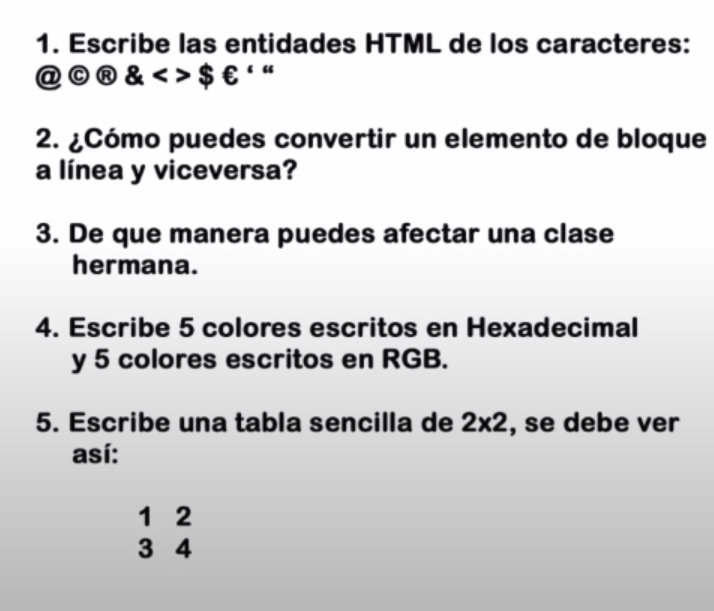 1. Escribe las entidades HTML de los caracteres:
@ © ® & < > $ € ‘ “
2. ¿Cómo puedes convertir un elemento de bloque
a línea y viceversa?
3. De que manera puedes afectar una clase
hermana.
4. Escribe 5 colores escritos en Hexadecimal
y 5 colores escritos en RGB.
5. Escribe una tabla sencilla de 2x2, se debe ver
así:
1 2
3 4